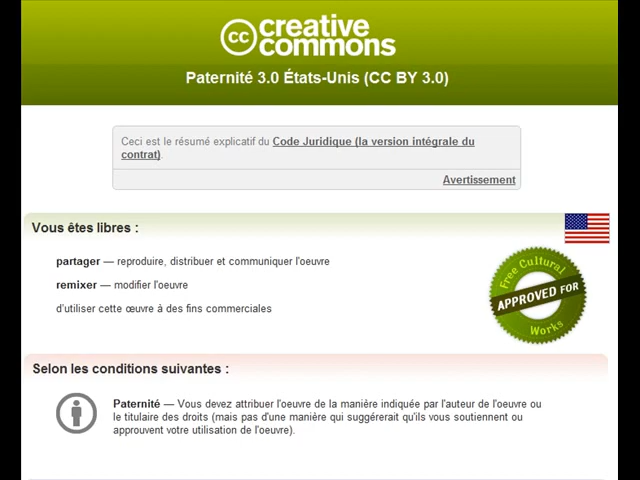 cc creative
commons
Paternité 3.0 États-Unis (CC BY 3.0)
Ceci est le résumé explicatif du Code Juridique (la version intégrale du
contrat).
Avertissement
Vous êtes libres :
partager — reproduire, distribuer et communiquer l'oeuvre
remixer — modifier l'oeuvre
d'utiliser cette œuvre à des fins commerciales
Free Cultural
APPROVED FOR
Works
Selon les conditions suivantes :
Paternité — Vous devez attribuer l'oeuvre de la manière indiquée par l'auteur de l'oeuvre ou
le titulaire des droits (mais pas d'une manière qui suggérerait qu'ils vous soutiennent ou
approuvent votre utilisation de l'oeuvre).